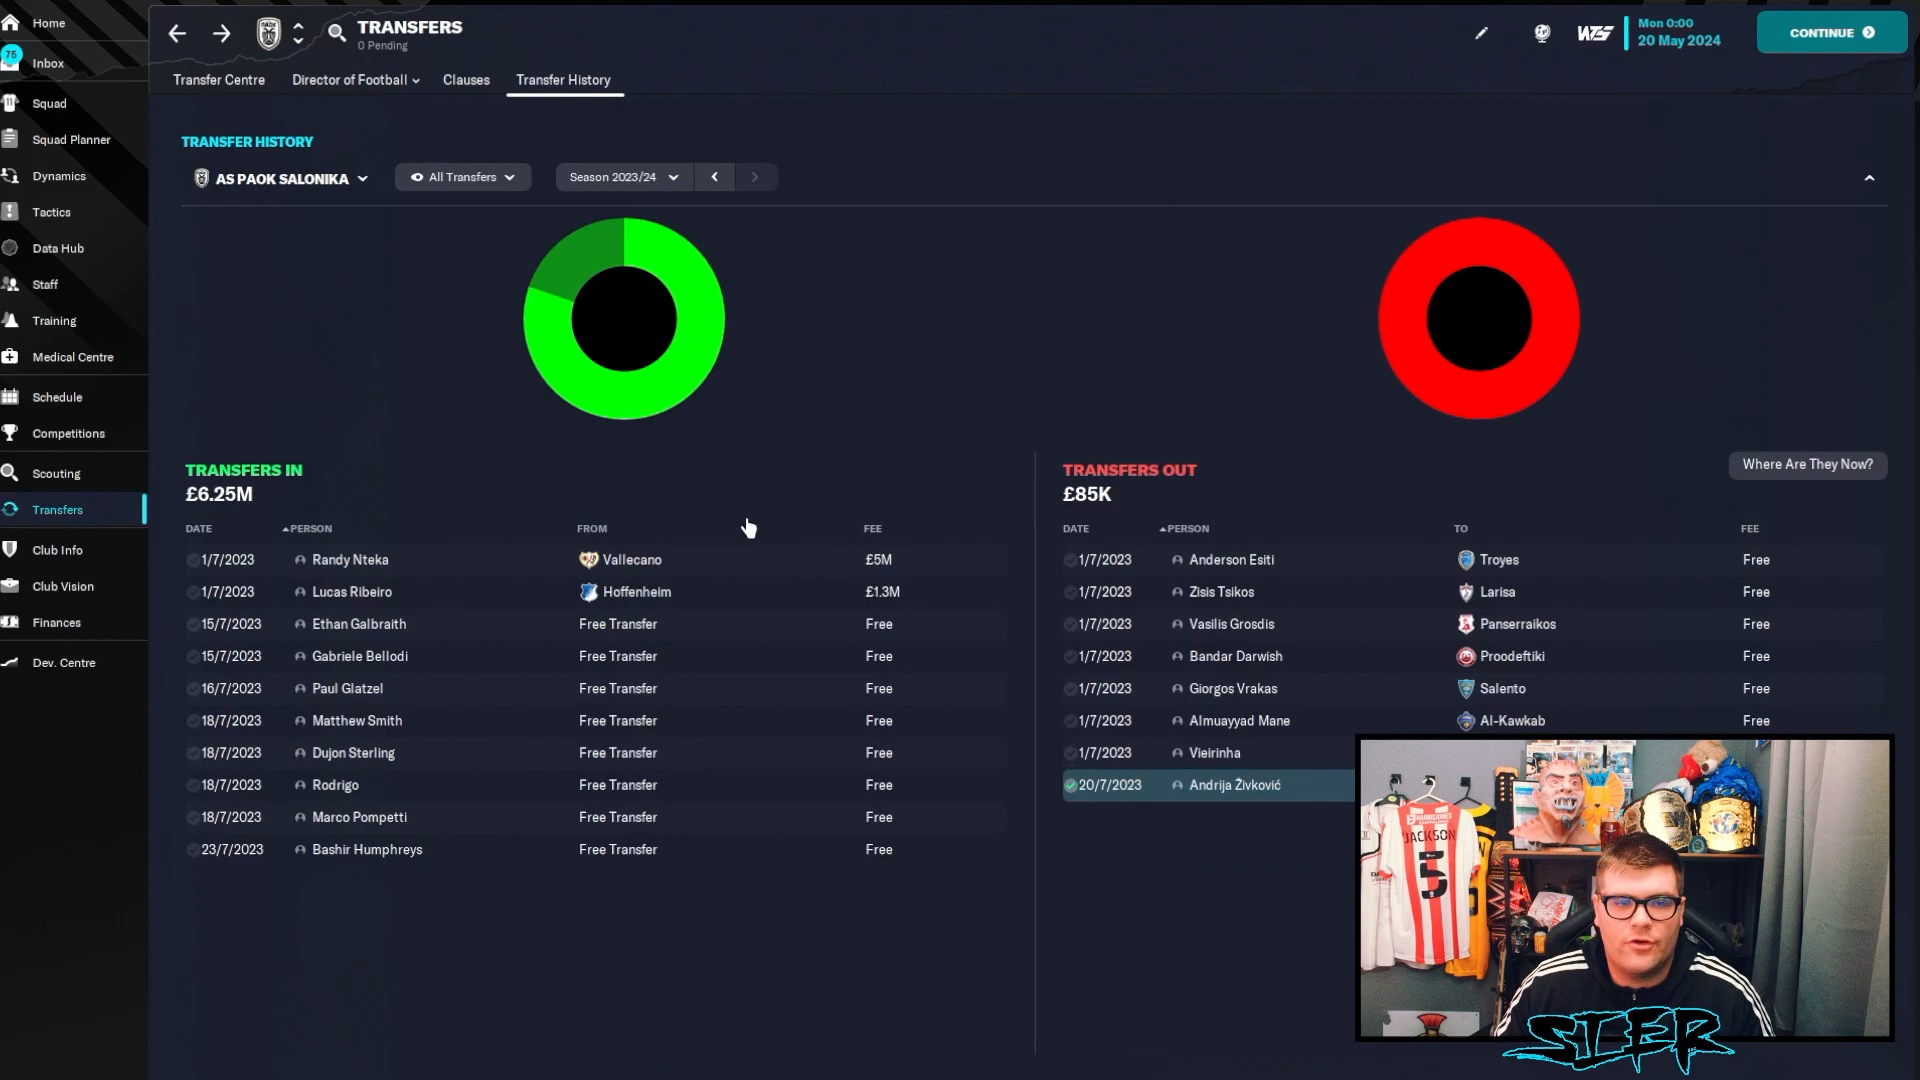 Home
75
Inbox
Squad
Squad Planner
Dynamics
Tactics
Data Hub
Staff
Training
Medical Centre
Schedule
Competitions
Scouting
Transfers
Club Info
Club Vision
Finances
Dev. Centre
TRANSFERS
0 Pending
Mon 0:00
20 May 2024
CONTINUE
Transfer Centre
Director of Football
Clauses
Transfer History
TRANSFER HISTORY
AS PAOK SALONIKA
All Transfers
Season 2023/24
TRANSFERS IN
£6.25M
DATE PERSON FROM FEE
1/7/2023 Randy Nteka Vallecano £5M
1/7/2023 Lucas Ribeiro Hoffenheim £1.3M
15/7/2023 Ethan Galbraith Free Transfer Free
15/7/2023 Gabriele Bellodi Free Transfer Free
16/7/2023 Paul Glatzel Free Transfer Free
18/7/2023 Matthew Smith Free Transfer Free
18/7/2023 Dujon Sterling Free Transfer Free
18/7/2023 Rodrigo Free Transfer Free
18/7/2023 Marco Pompetti Free Transfer Free
23/7/2023 Bashir Humphreys Free Transfer Free
TRANSFERS OUT
£85K
Where Are They Now?
DATE PERSON TO FEE
1/7/2023 Anderson Esiti Troyes Free
1/7/2023 Zisis Tsikos Larisa Free
1/7/2023 Vasilis Grosdis Panserraikos Free
1/7/2023 Bandar Darwish Proodeftiki Free
1/7/2023 Giorgos Vrakas Salento Free
1/7/2023 Almuayyad Mane Al-Kawkab Free
1/7/2023 Vieirinha
20/7/2023 Andrija Živković
JACKSON
5